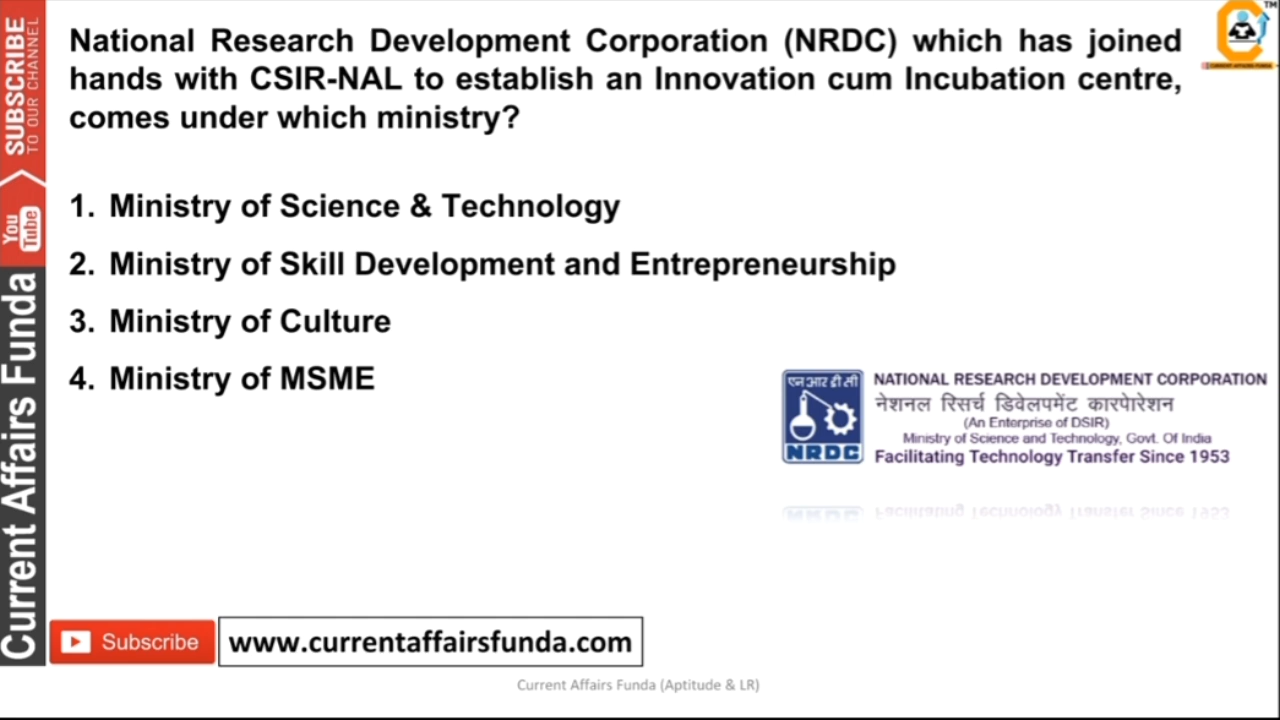 SUBSCRIBE
TO OUR CHANNEL
You
Tube
Current Affairs Funda
TM
CURRENT AFFAIRS FUNDA
National Research Development Corporation (NRDC) which has joined
hands with CSIR-NAL to establish an Innovation cum Incubation centre,
comes under which ministry?
1. Ministry of Science & Technology
2. Ministry of Skill Development and Entrepreneurship
3. Ministry of Culture
4. Ministry of MSME
एन आर डी सी
NRDC
NATIONAL RESEARCH DEVELOPMENT CORPORATION
नेशनल रिसर्च डिवेलपमेंट कारपोरेशन
(An Enterprise of DSIR)
Ministry of Science and Technology, Govt. Of India
Facilitating Technology Transfer Since 1953
Subscribe
www.currentaffairsfunda.com
Current Affairs Funda (Aptitude & LR)